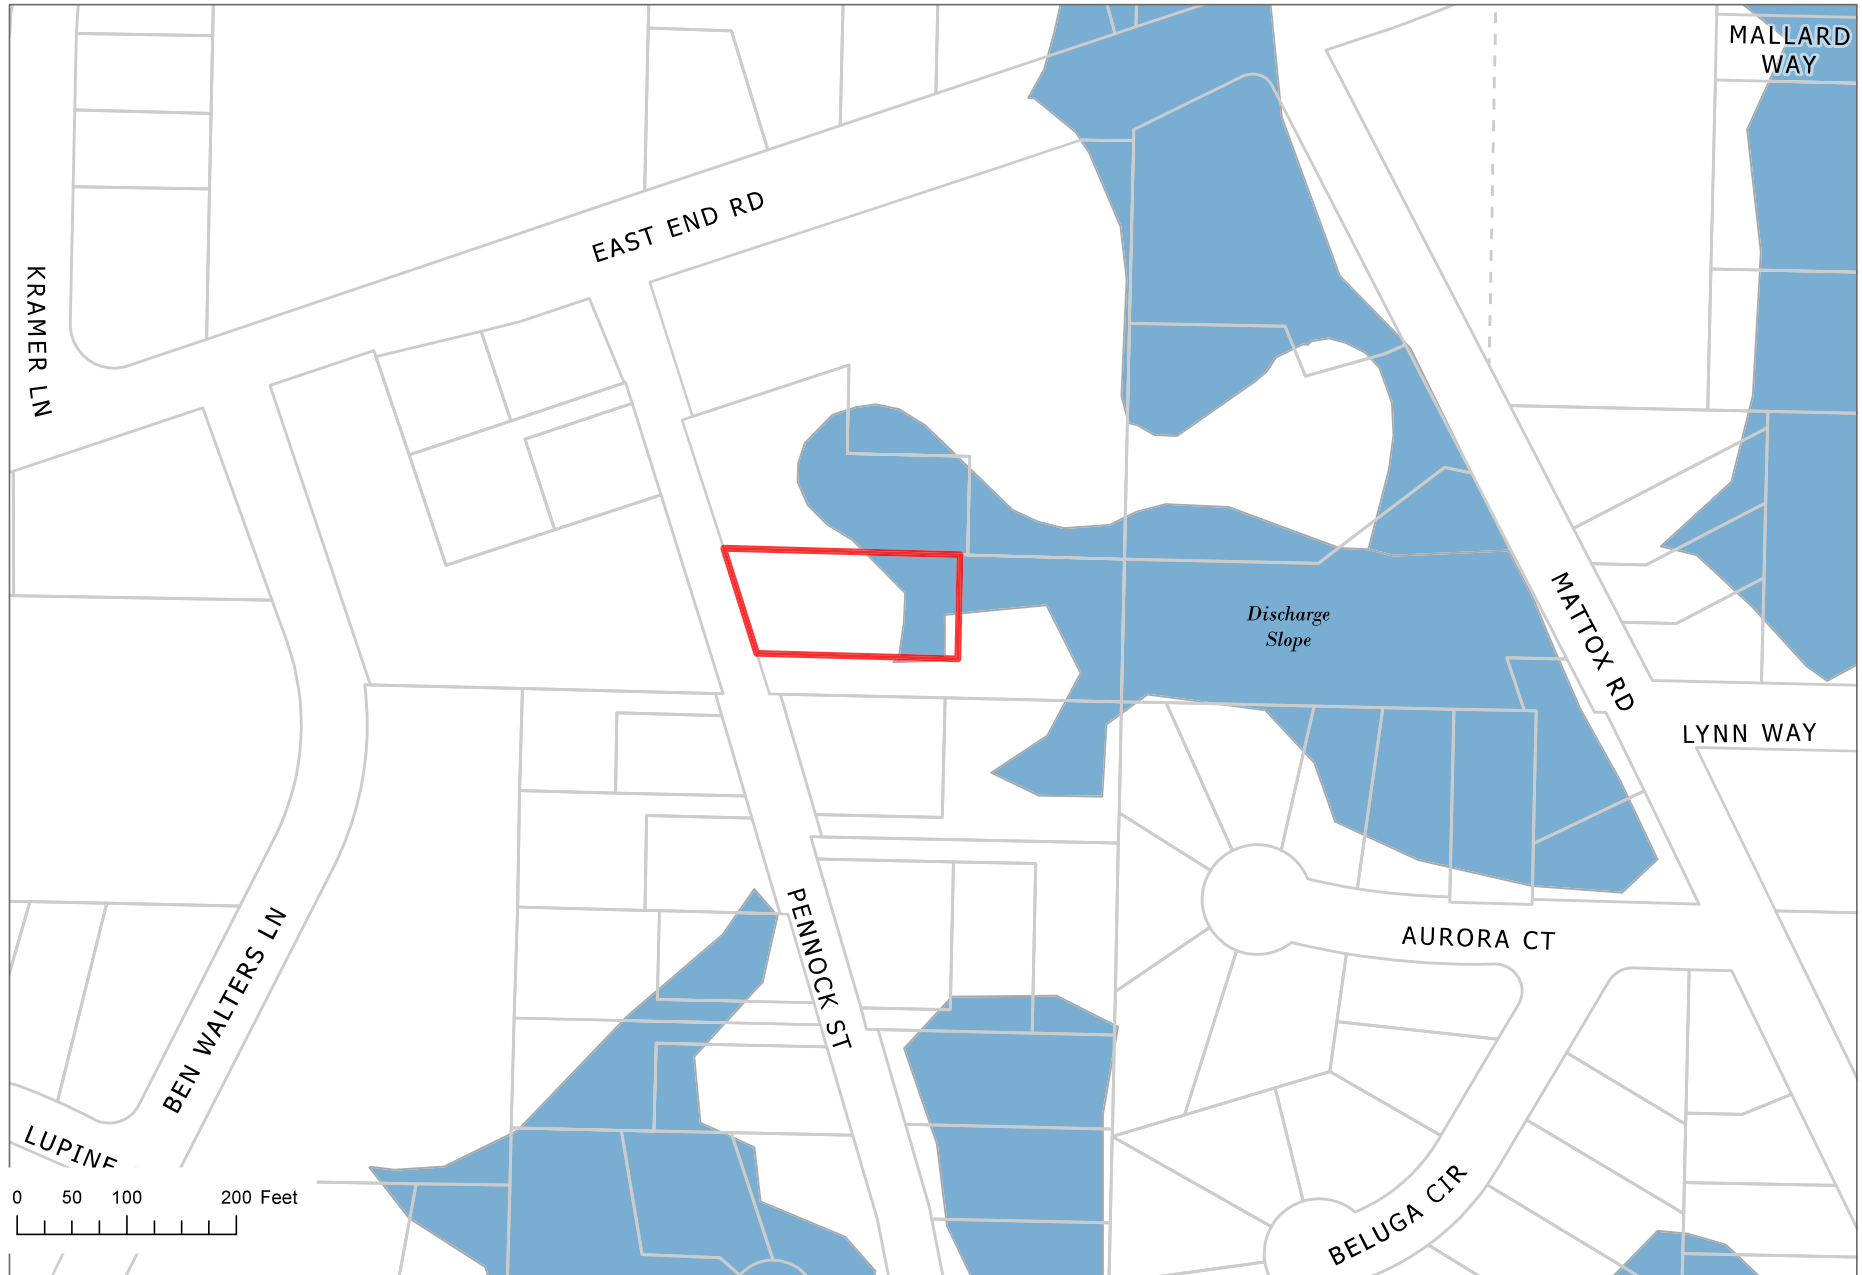 MALLARD
WAY
EAST END RD
KRAMER LN
Discharge
Slope
MATTOX RD
LYNN WAY
PENNOCK ST
AURORA CT
BEN WALTERS LN
LUPINE
BELUGA CIR
0 50 100 200 Feet